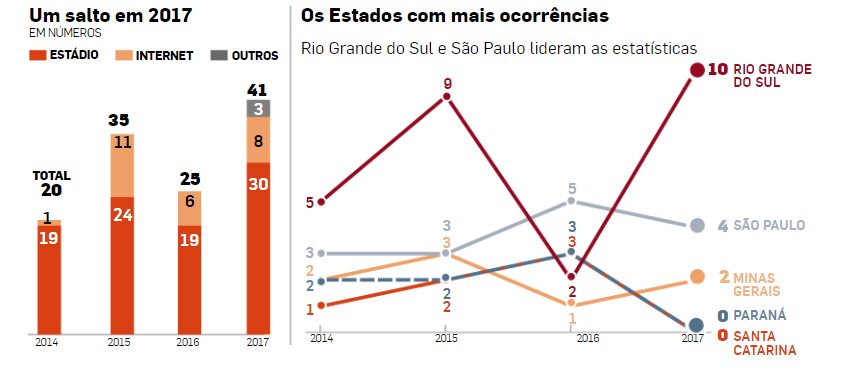 Um salto em 2017
EM NÚMEROS
ESTÁDIO INTERNET OUTROS
TOTAL
20
1
19
35
11
24
25
6
19
41
3
8
30
2014 2015 2016 2017
Os Estados com mais ocorrências
Rio Grande do Sul e São Paulo lideram as estatísticas
5
9
2
10 RIO GRANDE
DO SUL
3
3
5
4 SÃO PAULO
2
3
1
2 MINAS
GERAIS
2
2
3
0 PARANÁ
1
2
3
0 SANTA
CATARINA
2014 2015 2016 2017